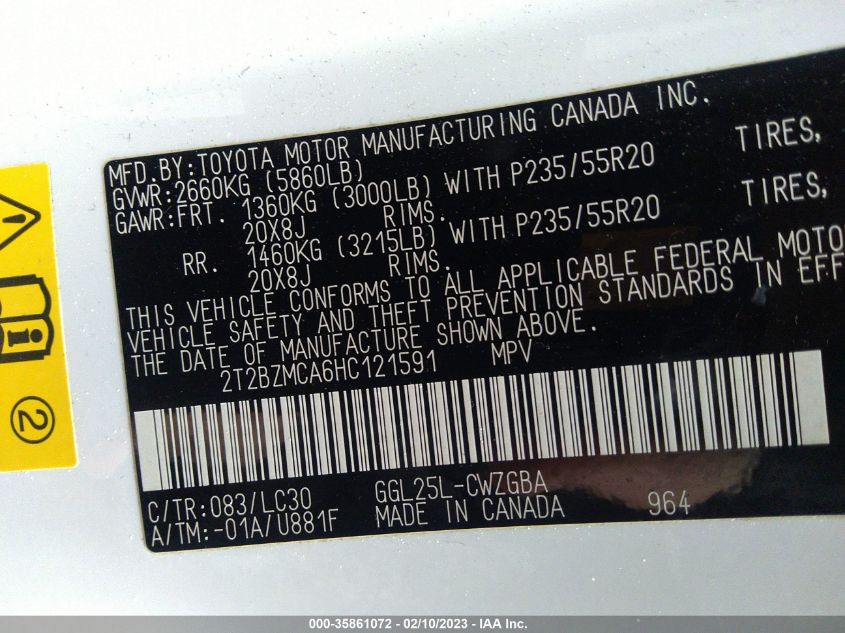 MFD. BY:TOYOTA MOTOR MANUFACTURING CANADA INC.
GVWR:2660KG (5860LB)
GAWR:FRT. 1360KG (3000LB) WITH P235/55R20 TIRES,
20X8J RIMS.
RR. 1460KG (3215LB) WITH P235/55R20 TIRES,
20X8J RIMS.
THIS VEHICLE CONFORMS TO ALL APPLICABLE FEDERAL MOTO
VEHICLE SAFETY AND THEFT PREVENTION STANDARDS IN EFF
THE DATE OF MANUFACTURE SHOWN ABOVE.
2T2BZMCA6HC121591 MPV
C/TR:083/LC30 GGL25L-CWZGBA
A/TM:-01A/U881F MADE IN CANADA 964
2
000-35861072 - 02/10/2023 - IAA Inc.